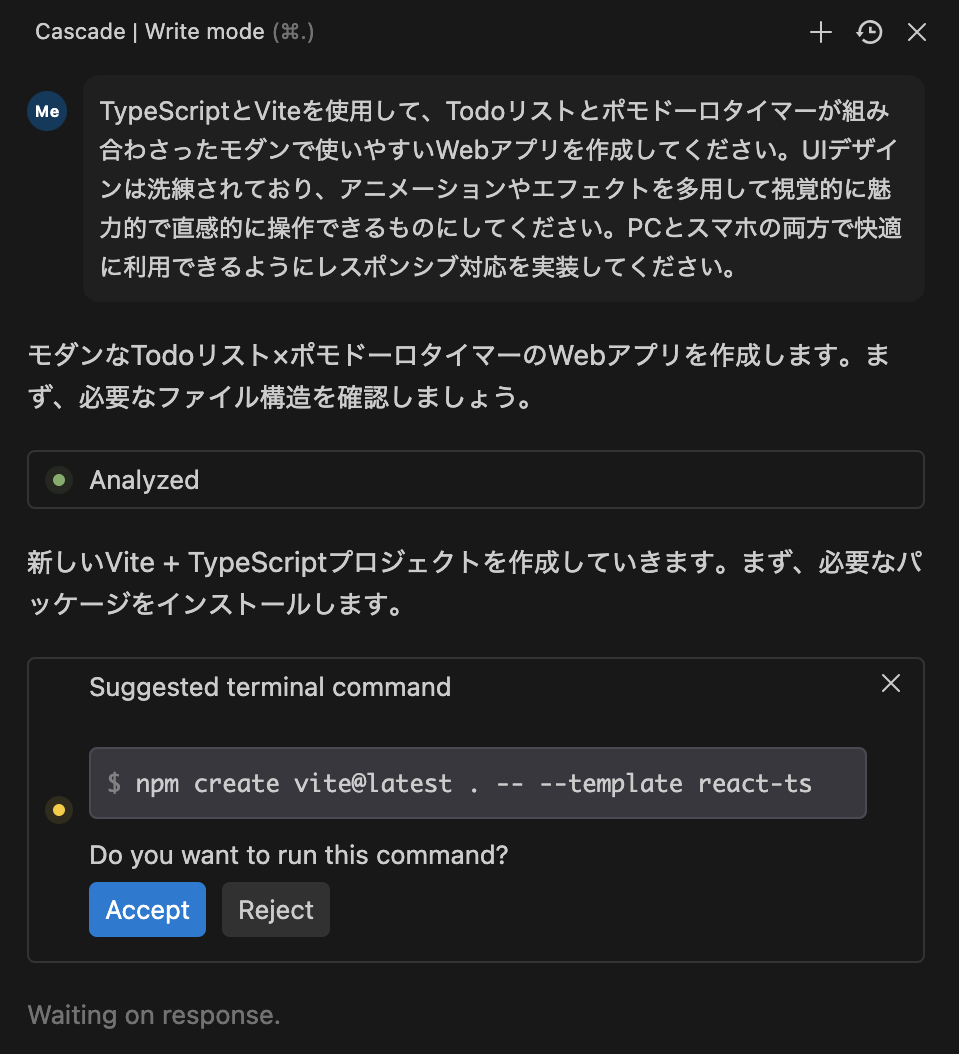 Cascade | Write mode (⌘.)
Me
TypeScriptとViteを使用して、Todoリストとポモドーロタイマーが組み
合わさったモダンで使いやすいWebアプリを作成してください。UIデザイ
ンは洗練されており、アニメーションやエフェクトを多用して視覚的に魅
力的で直感的に操作できるものにしてください。PCとスマホの両方で快適
に利用できるようにレスポンシブ対応を実装してください。
モダンなTodoリスト×ポモドーロタイマーのWebアプリを作成します。ま
ず、必要なファイル構造を確認しましょう。
Analyzed
新しいVite + TypeScriptプロジェクトを作成していきます。まず、必要なパ
ッケージをインストールします。
Suggested terminal command
$ npm create vite@latest . -- --template react-ts
Do you want to run this command?
Accept Reject
Waiting on response.